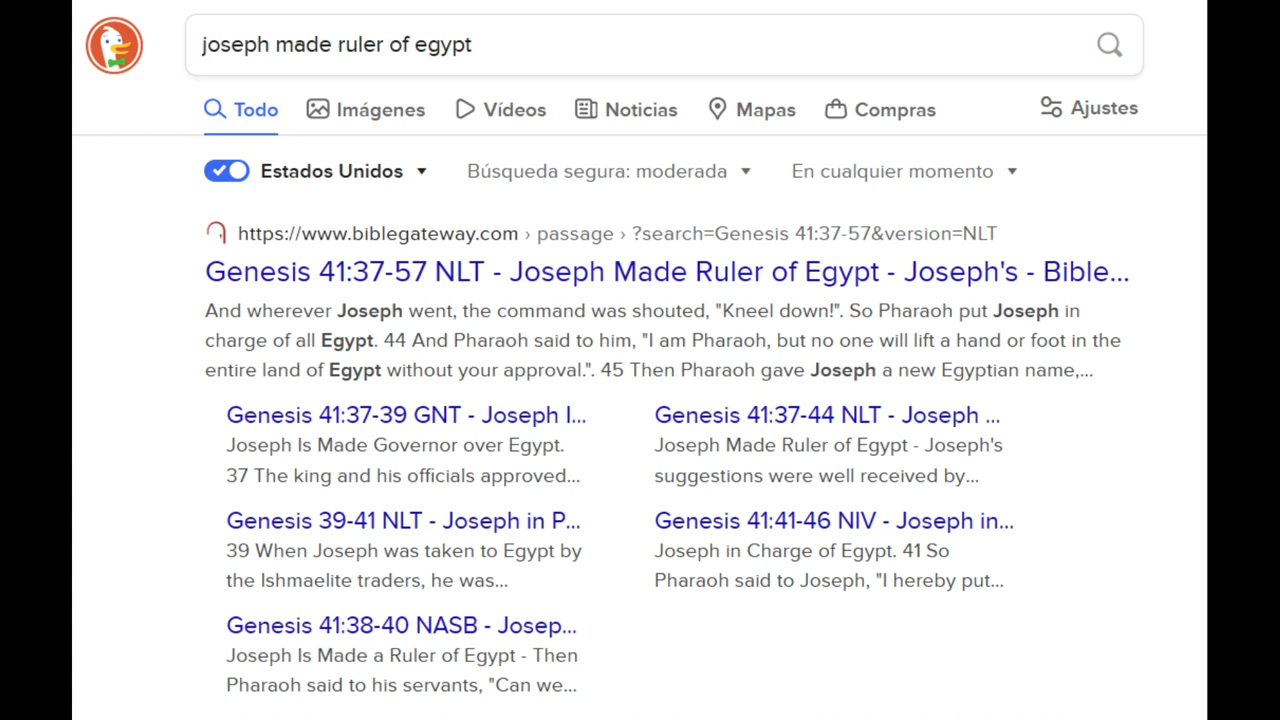 joseph made ruler of egypt
Todo Imágenes Vídeos Noticias Mapas Compras Ajustes
Estados Unidos Búsqueda segura: moderada En cualquier momento
https://www.biblegateway.com › passage › ?search=Genesis 41:37-57&version=NLT
Genesis 41:37-57 NLT - Joseph Made Ruler of Egypt - Joseph's - Bible...
And wherever Joseph went, the command was shouted, "Kneel down!". So Pharaoh put Joseph in
charge of all Egypt. 44 And Pharaoh said to him, "I am Pharaoh, but no one will lift a hand or foot in the
entire land of Egypt without your approval.". 45 Then Pharaoh gave Joseph a new Egyptian name,...
Genesis 41:37-39 GNT - Joseph I...
Joseph Is Made Governor over Egypt.
37 The king and his officials approved...
Genesis 41:37-44 NLT - Joseph ...
Joseph Made Ruler of Egypt - Joseph's
suggestions were well received by...
Genesis 39-41 NLT - Joseph in P...
39 When Joseph was taken to Egypt by
the Ishmaelite traders, he was...
Genesis 41:41-46 NIV - Joseph in...
Joseph in Charge of Egypt. 41 So
Pharaoh said to Joseph, "I hereby put...
Genesis 41:38-40 NASB - Josep...
Joseph Is Made a Ruler of Egypt - Then
Pharaoh said to his servants, "Can we...